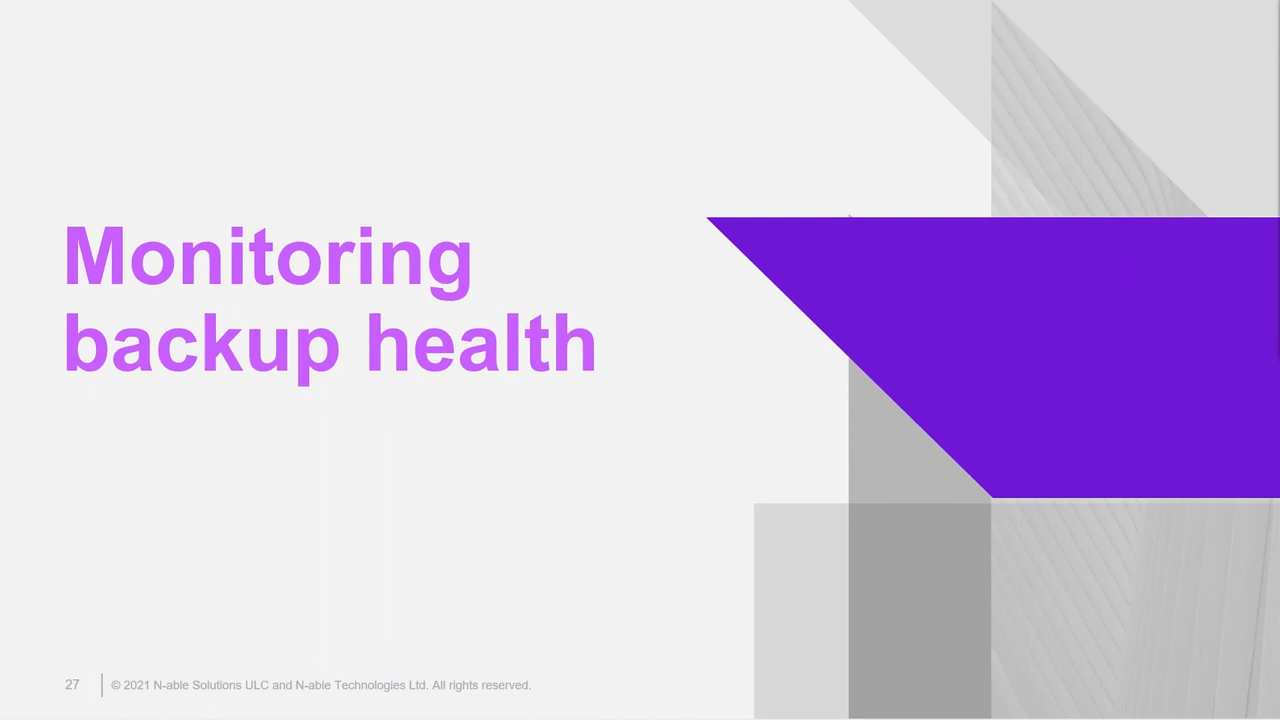 Monitoring
backup health
27
© 2021 N-able Solutions ULC and N-able Technologies Ltd. All rights reserved.